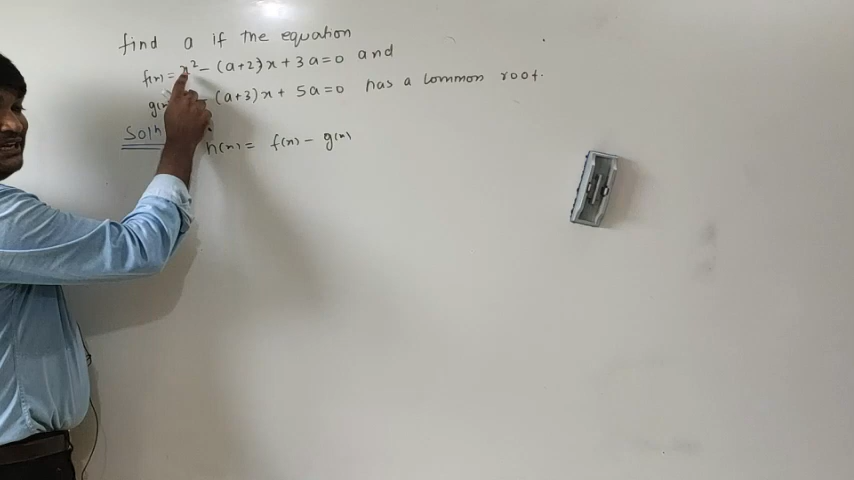 find a if the equation
f(x) = x² - (a+2)x + 3a = 0 and
g(x) - (a+3)x + 5a = 0 has a common root.
Solⁿ
h(x) = f(x) - g(x)